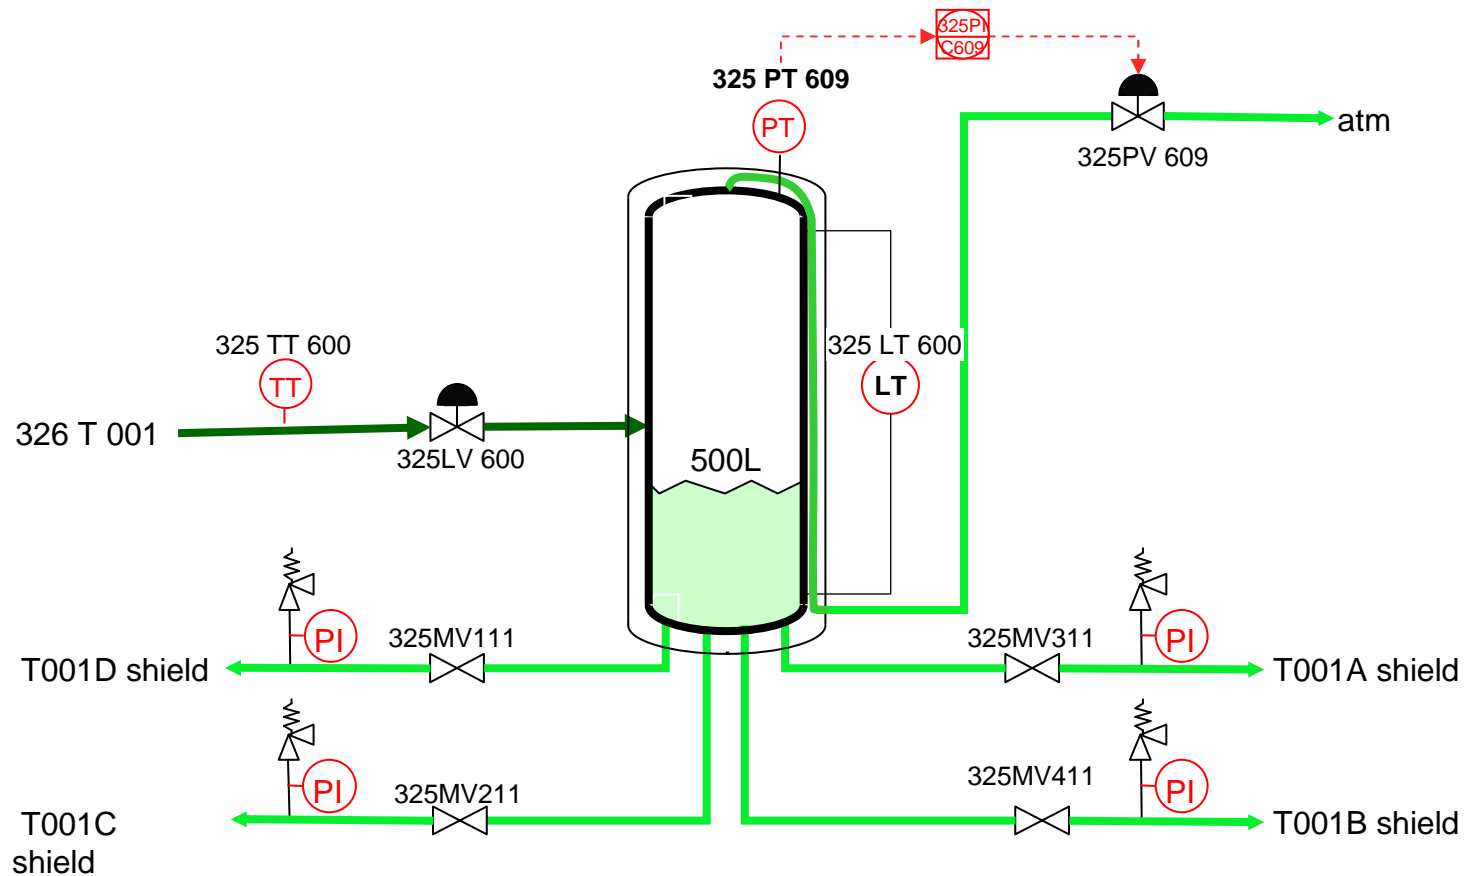 325PI
C609
325 PT 609
PT
atm
325PV 609
325 TT 600
TT
325 LT 600
LT
326 T 001
325LV 600
500L
PI
325MV111
325MV311
PI
T001D shield
T001A shield
PI
325MV211
325MV411
PI
T001C
shield
T001B shield